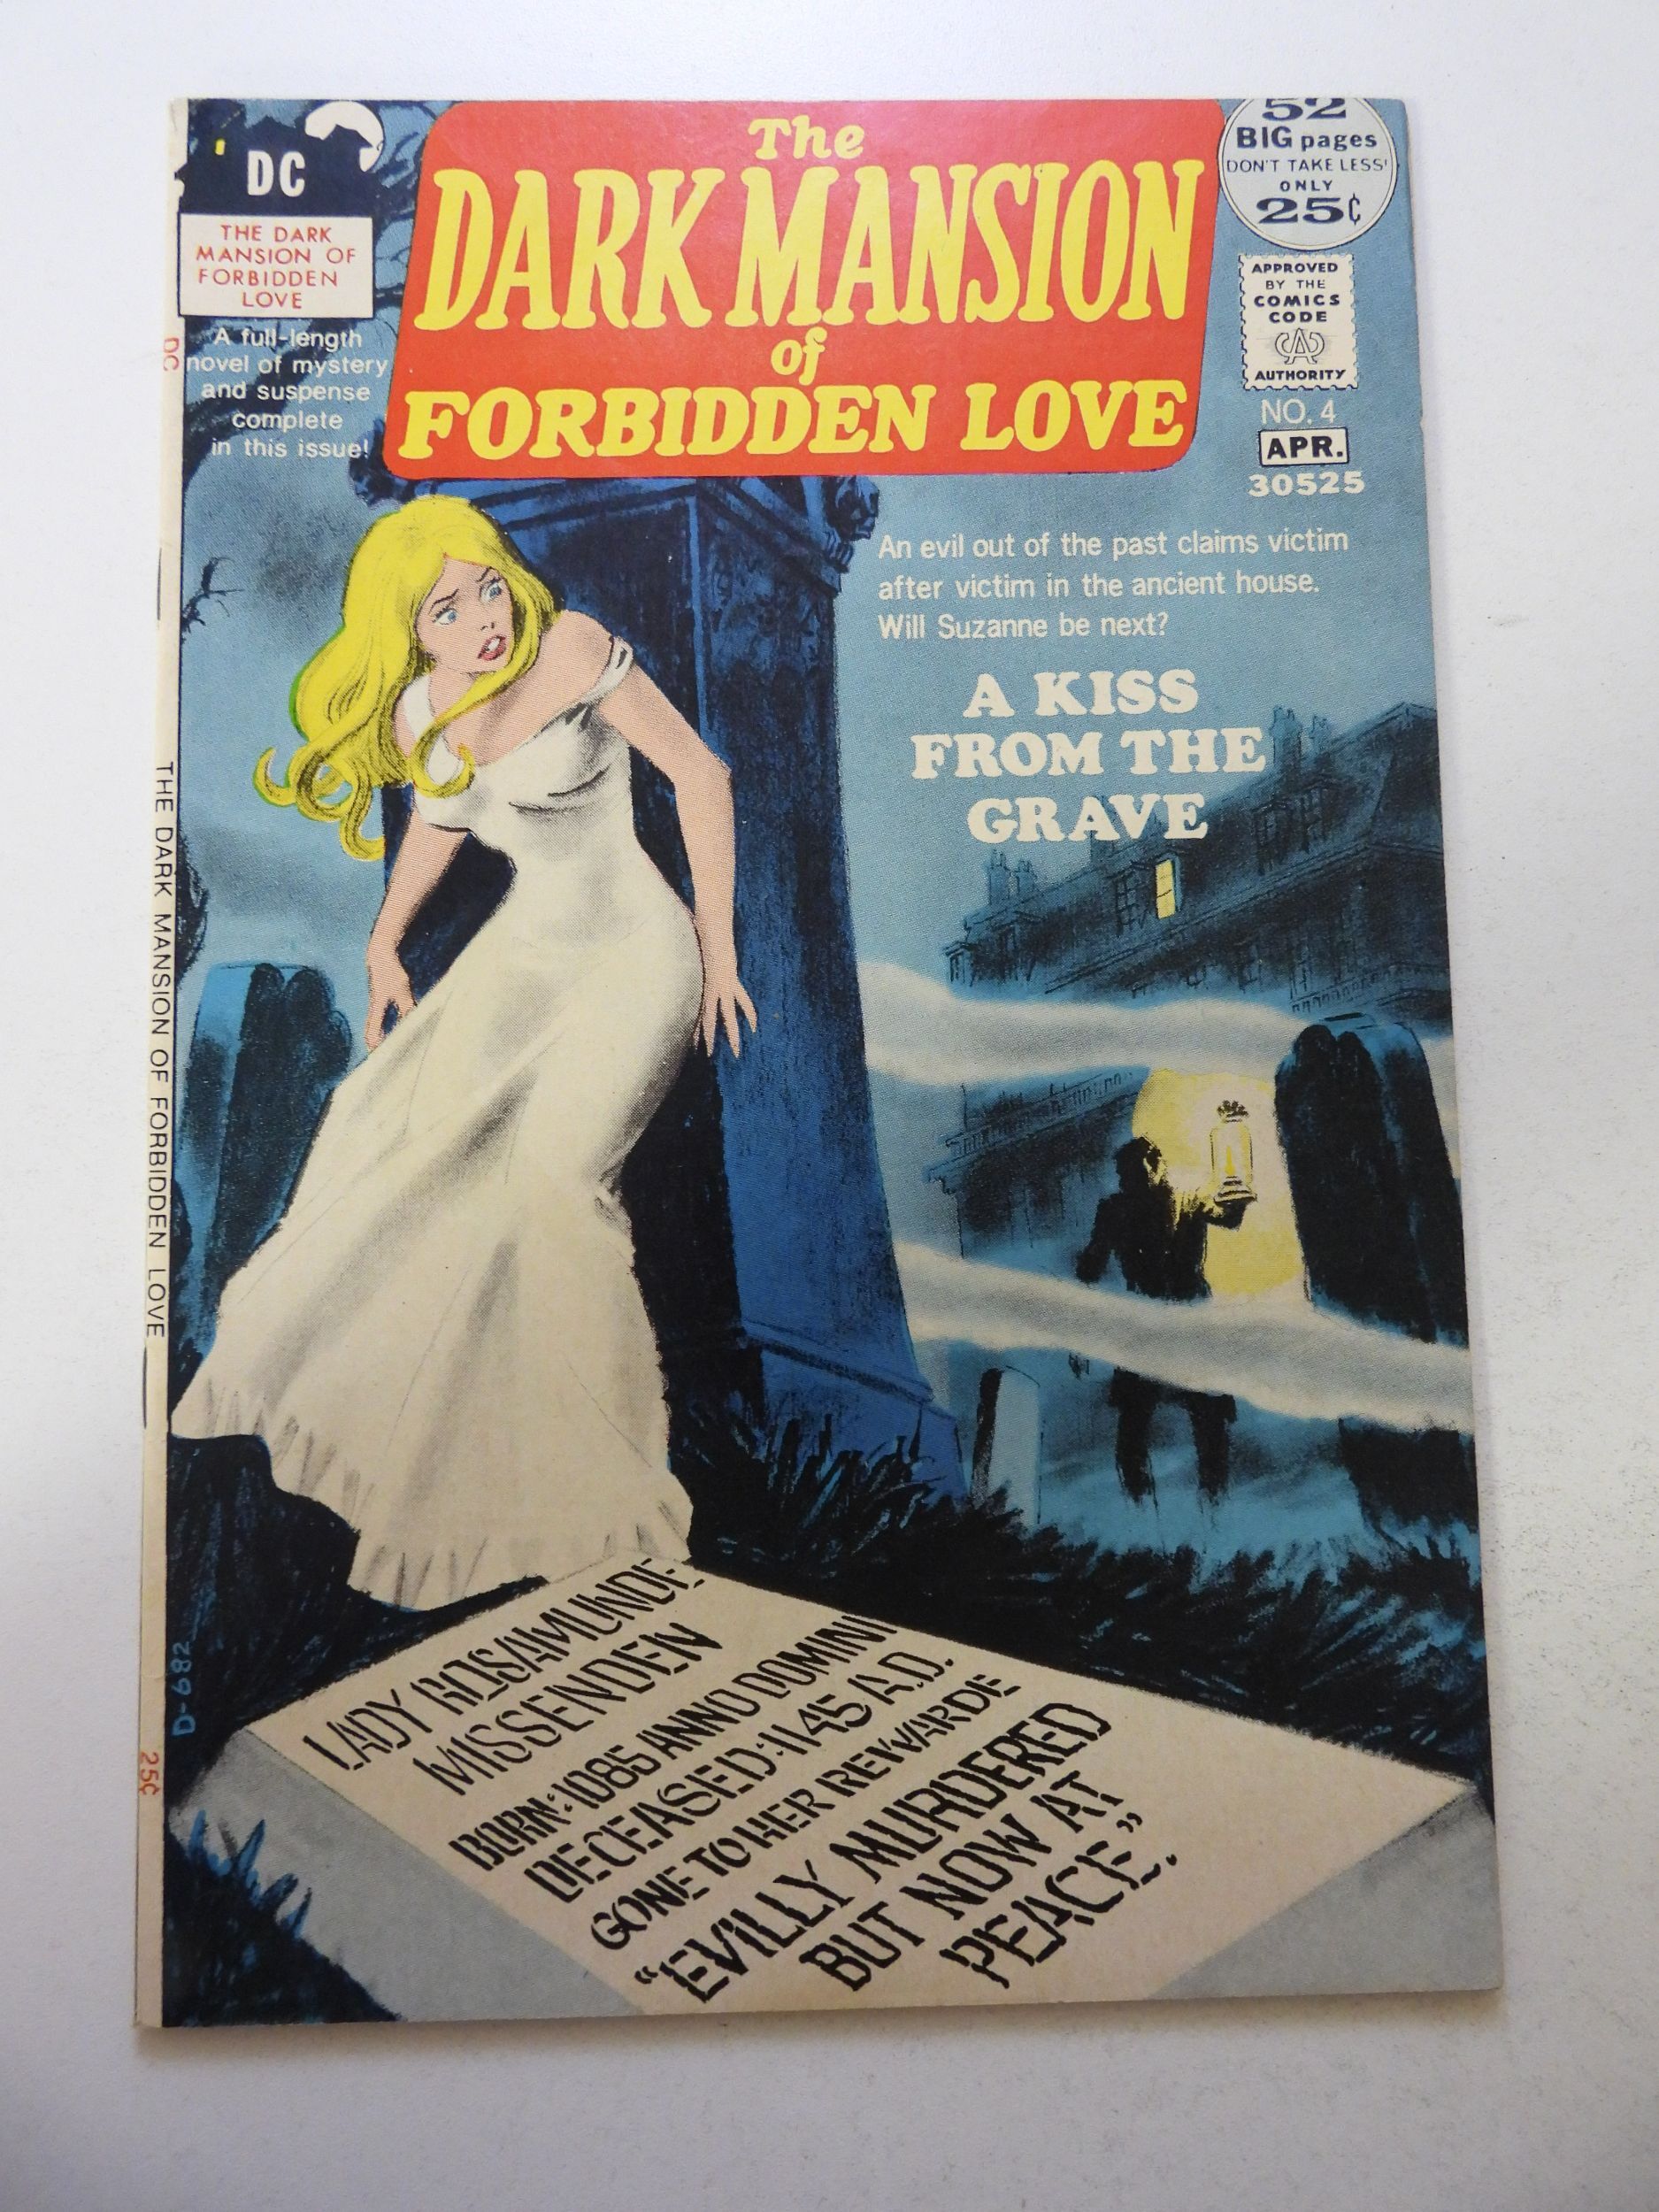 DC
THE DARK
MANSION OF
FORBIDDEN
LOVE
A full-length
novel of mystery
and suspense
complete
in this issue!
The
DARK MANSION
of
FORBIDDEN LOVE
52
BIG pages
DON'T TAKE LESS!
ONLY
25¢
APPROVED
BY THE
COMICS
CODE
CA
AUTHORITY
NO. 4
APR.
30525
An evil out of the past claims victim
after victim in the ancient house.
Will Suzanne be next?
A KISS
FROM THE
GRAVE
DC
THE DARK MANSION OF FORBIDDEN LOVE
25¢
D-682
LADY ROSAMUNDE
MISSENDEN
BORN: 1085 ANNO DOMINI
DECEASED: 1145 A.D.
GONE TO HER REWARDE
"EVILLY MURDERED
BUT NOW AT
PEACE".